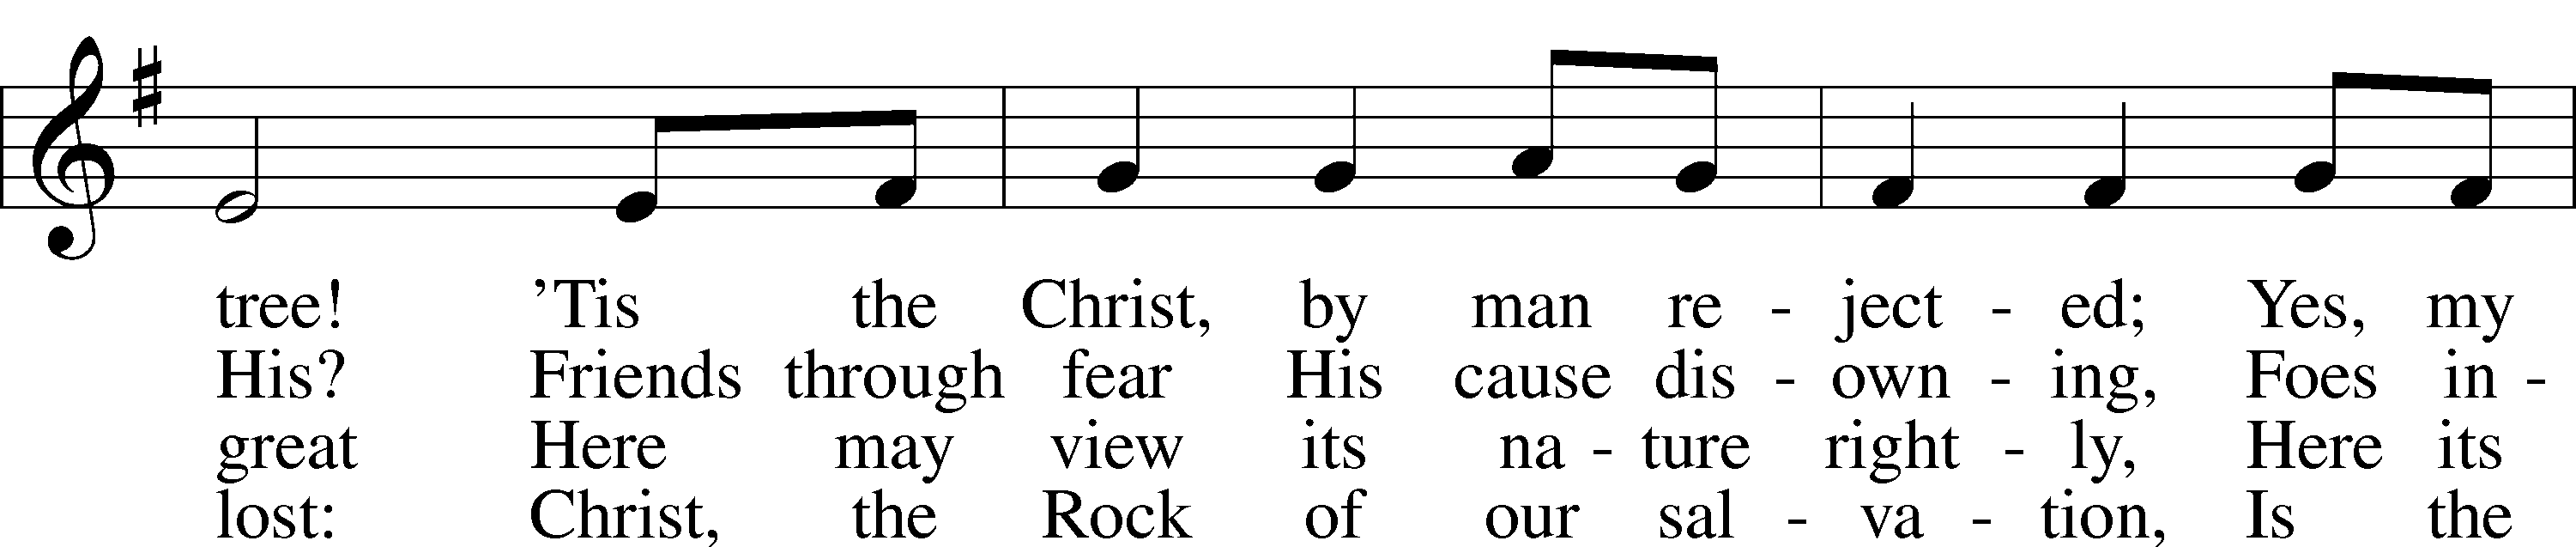 tree! ’Tis the Christ, by man re - ject - ed; Yes, my
His? Friends through fear His cause dis - own - ing, Foes in -
great Here may view its na - ture right - ly, Here its
lost: Christ, the Rock of our sal - va - tion, Is the